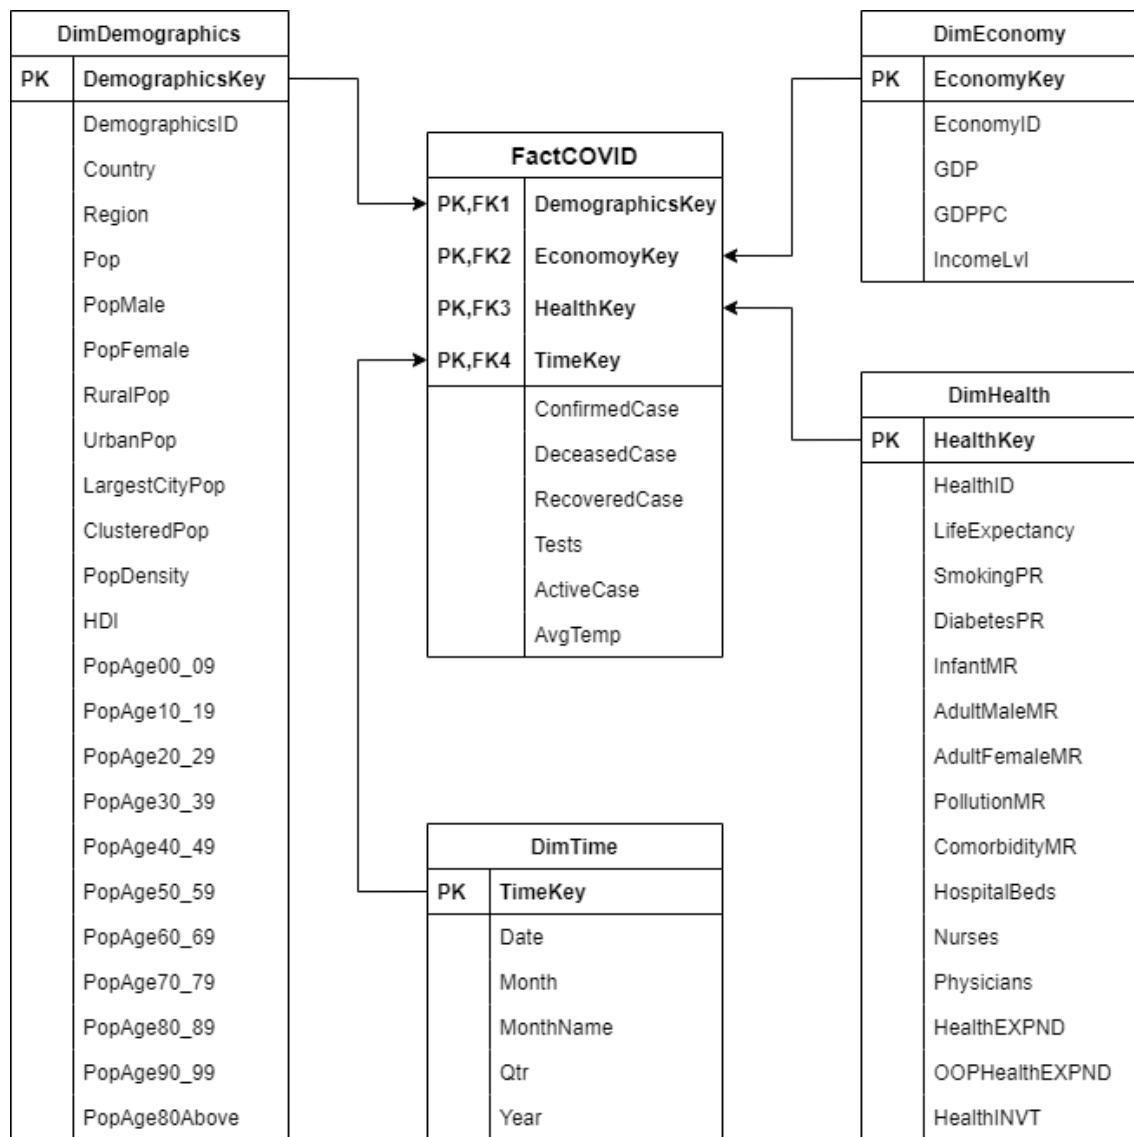 DimDemographics
PK DemographicsKey
DemographicsID
Country
Region
Pop
PopMale
PopFemale
RuralPop
UrbanPop
LargestCityPop
ClusteredPop
PopDensity
HDI
PopAge00_09
PopAge10_19
PopAge20_29
PopAge30_39
PopAge40_49
PopAge50_59
PopAge60_69
PopAge70_79
PopAge80_89
PopAge90_99
PopAge80Above
FactCOVID
PK,FK1 DemographicsKey
PK,FK2 EconomoyKey
PK,FK3 HealthKey
PK,FK4 TimeKey
ConfirmedCase
DeceasedCase
RecoveredCase
Tests
ActiveCase
AvgTemp
DimTime
PK TimeKey
Date
Month
MonthName
Qtr
Year
DimEconomy
PK EconomyKey
EconomyID
GDP
GDPPC
IncomeLvl
DimHealth
PK HealthKey
HealthID
LifeExpectancy
SmokingPR
DiabetesPR
InfantMR
AdultMaleMR
AdultFemaleMR
PollutionMR
ComorbidityMR
HospitalBeds
Nurses
Physicians
HealthEXPND
OOPHealthEXPND
HealthINVT